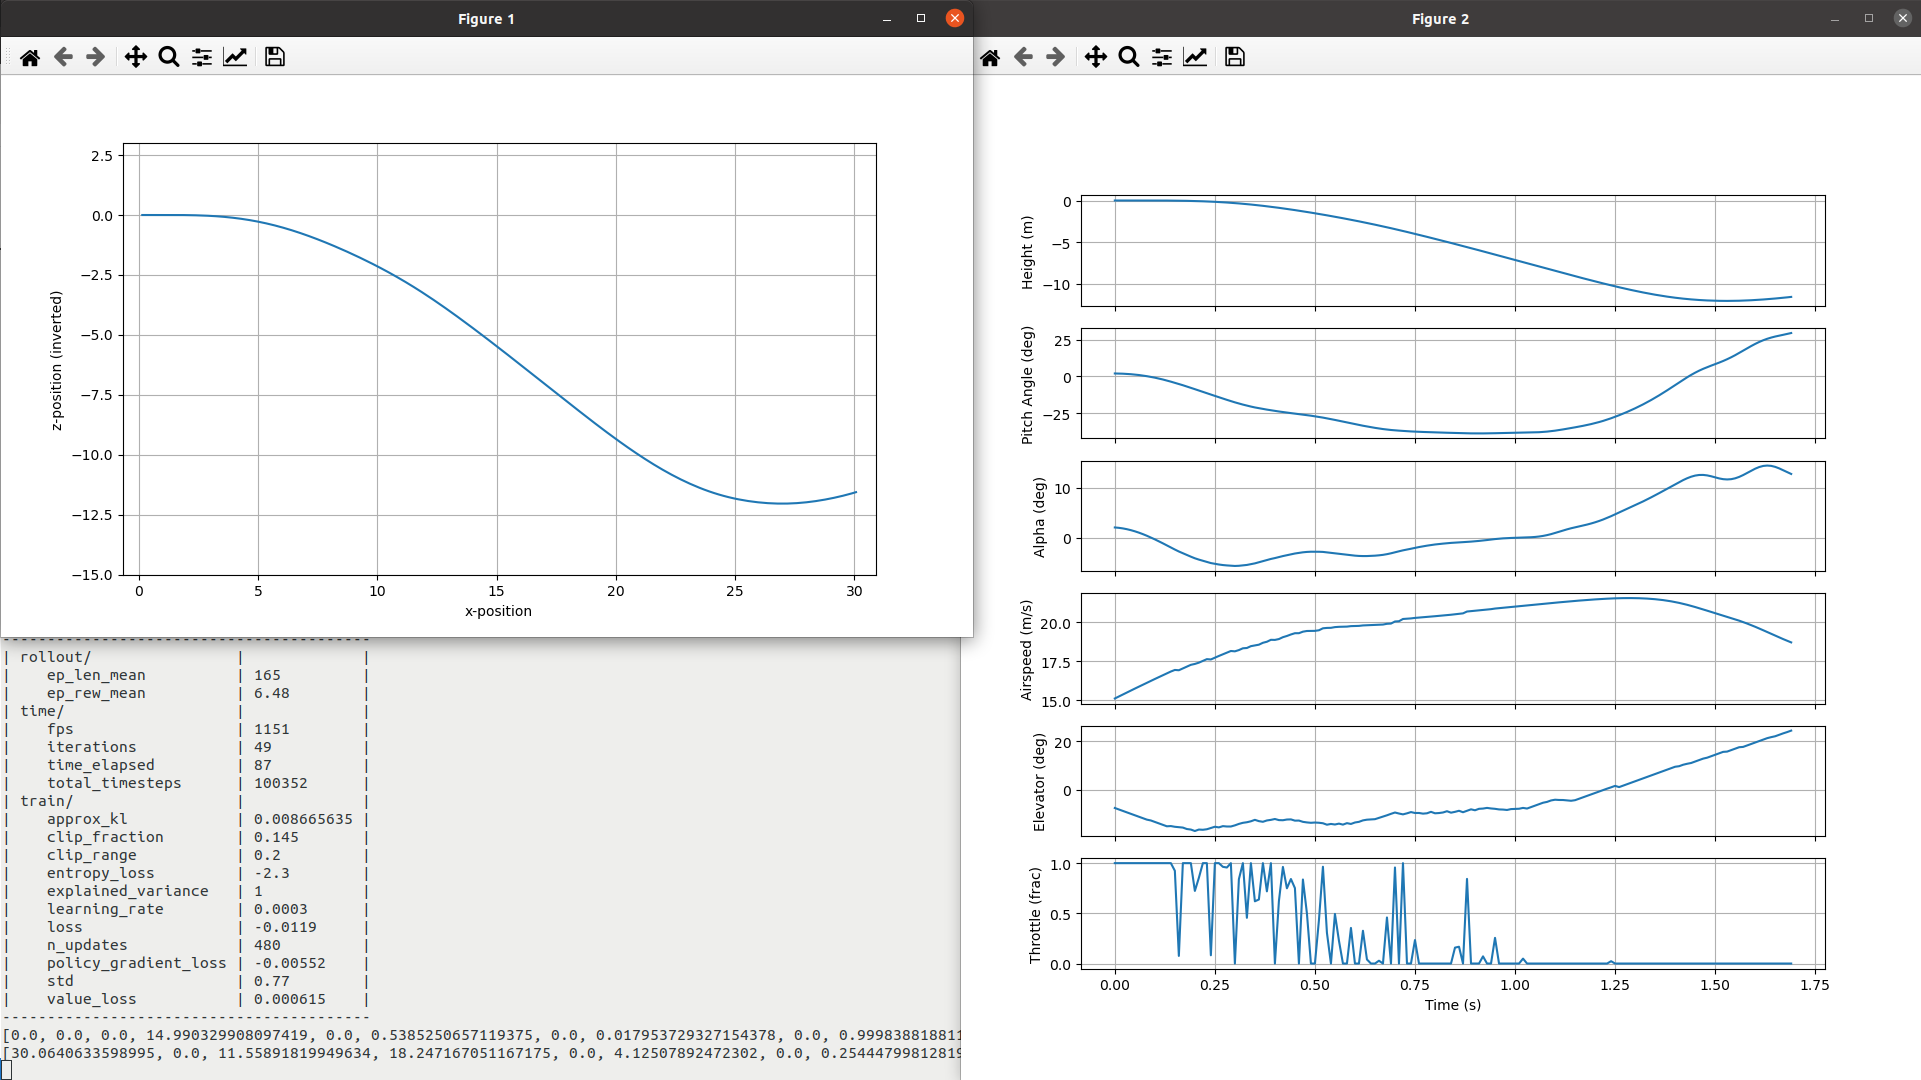 Figure 1
2.5
0.0
−2.5
−5.0
−7.5
−10.0
−12.5
−15.0
z-position (inverted)
0 5 10 15 20 25 30
x-position
----------------------------------------
| rollout/ | |
| ep_len_mean | 165 |
| ep_rew_mean | 6.48 |
| time/ | |
| fps | 1151 |
| iterations | 49 |
| time_elapsed | 87 |
| total_timesteps | 100352 |
| train/ | |
| approx_kl | 0.008665635 |
| clip_fraction | 0.145 |
| clip_range | 0.2 |
| entropy_loss | -2.3 |
| explained_variance | 1 |
| learning_rate | 0.0003 |
| loss | -0.0119 |
| n_updates | 480 |
| policy_gradient_loss | -0.00552 |
| std | 0.77 |
| value_loss | 0.000615 |
-----------------------------------------
[0.0, 0.0, 0.0, 14.990329908097419, 0.0, 0.5385250657119375, 0.0, 0.017953729327154378, 0.0, 0.999838818811
[30.0640633598995, 0.0, 11.55891819949634, 18.247167051167175, 0.0, 4.12507892472302, 0.0, 0.25444799812819
Figure 2
Height (m)
0
−5
−10
Pitch Angle (deg)
25
0
−25
Alpha (deg)
10
0
Airspeed (m/s)
20.0
17.5
15.0
Elevator (deg)
20
0
Throttle (frac)
1.0
0.5
0.0
0.00 0.25 0.50 0.75 1.00 1.25 1.50 1.75
Time (s)